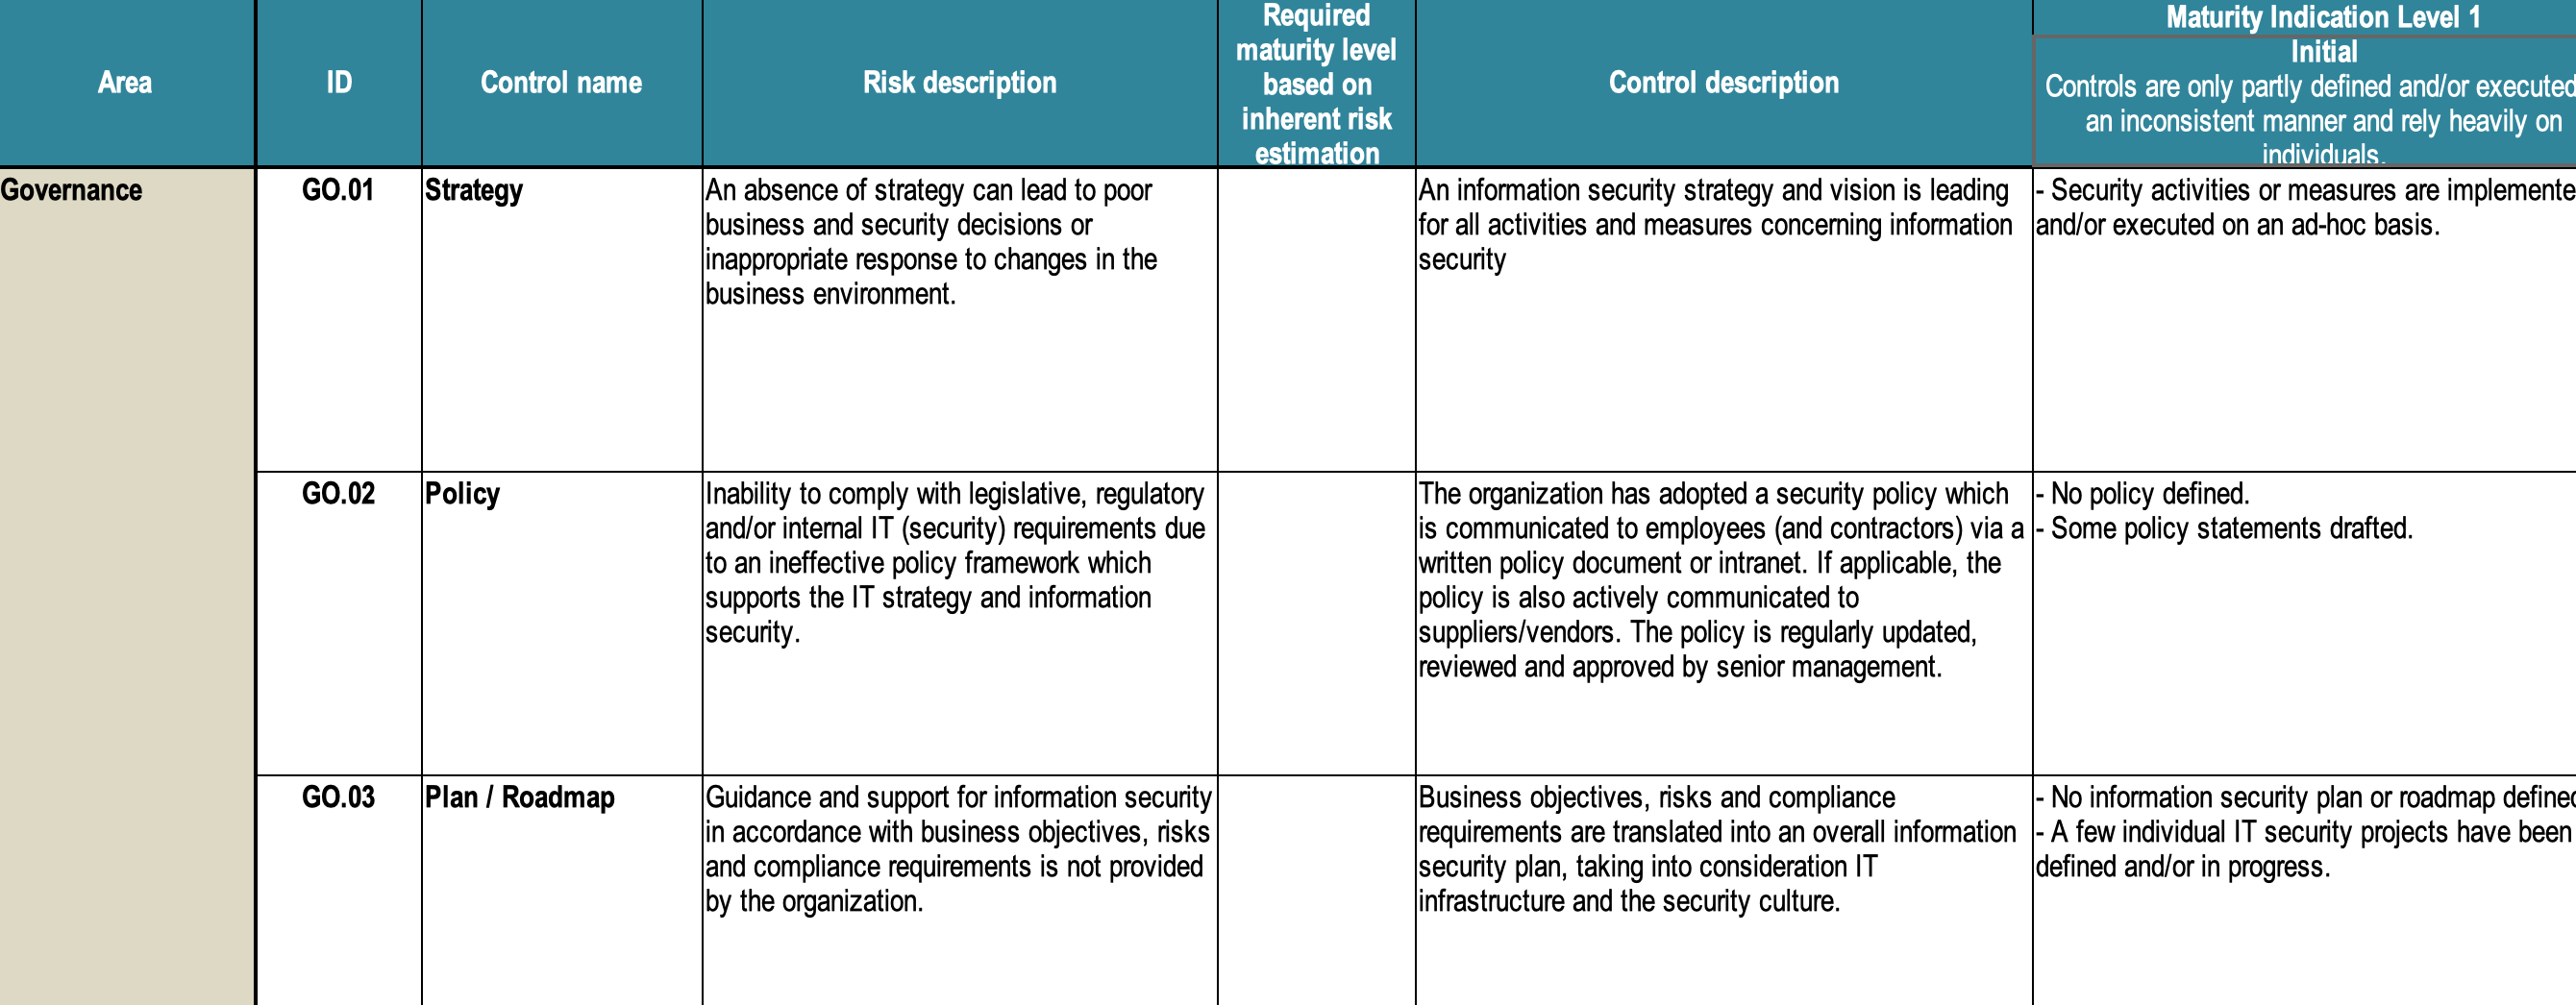 Area
ID
Control name
Risk description
Required
maturity level
based on
inherent risk
estimation
Control description
Maturity Indication Level 1
Initial
Controls are only partly defined and/or executed
an inconsistent manner and rely heavily on
individuals.
Governance
GO.01
Strategy
An absence of strategy can lead to poor
business and security decisions or
inappropriate response to changes in the
business environment.
An information security strategy and vision is leading
for all activities and measures concerning information
security
- Security activities or measures are implemente
and/or executed on an ad-hoc basis.
GO.02
Policy
Inability to comply with legislative, regulatory
and/or internal IT (security) requirements due
to an ineffective policy framework which
supports the IT strategy and information
security.
The organization has adopted a security policy which
is communicated to employees (and contractors) via a
written policy document or intranet. If applicable, the
policy is also actively communicated to
suppliers/vendors. The policy is regularly updated,
reviewed and approved by senior management.
- No policy defined.
- Some policy statements drafted.
GO.03
Plan / Roadmap
Guidance and support for information security
in accordance with business objectives, risks
and compliance requirements is not provided
by the organization.
Business objectives, risks and compliance
requirements are translated into an overall information
security plan, taking into consideration IT
infrastructure and the security culture.
- No information security plan or roadmap defined
- A few individual IT security projects have been
defined and/or in progress.